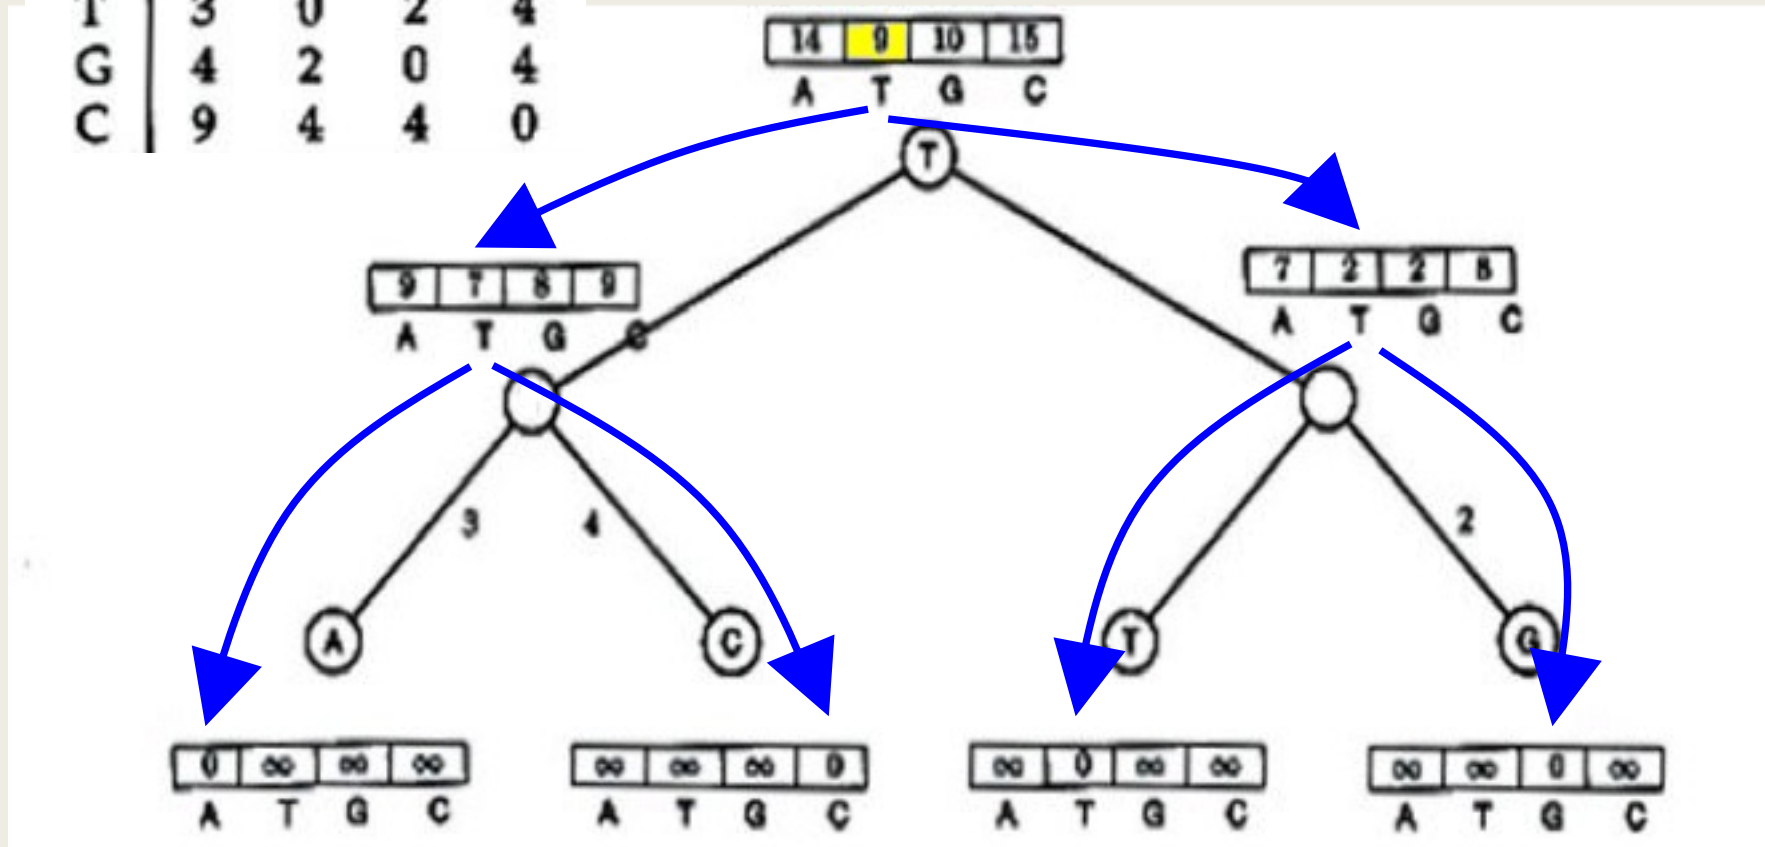 T 3 0 2 4
G 4 2 0 4
C 9 4 4 0
14 9 10 15
A T G C
T
9 7 8 9
A T G C
7 2 2 8
A T G C
3 4 2
A C T G
0 ∞ ∞ ∞
A T G C
∞ ∞ ∞ 0
A T G C
∞ 0 ∞ ∞
A T G C
∞ ∞ 0 ∞
A T G C